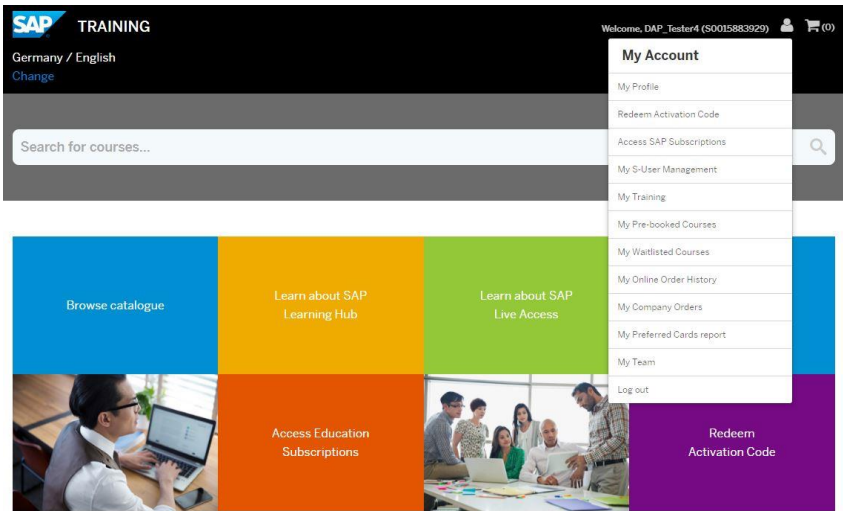 SAP TRAINING
Welcome, DAP_Tester4 (S0015883929) (0)
Germany / English
Change
My Account
My Profile
Redeem Activation Code
Access SAP Subscriptions
My S-User Management
My Training
My Pre-booked Courses
My Waitlisted Courses
My Online Order History
My Company Orders
My Preferred Cards report
My Team
Log out
Search for courses...
Browse catalogue
Learn about SAP
Learning Hub
Learn about SAP
Live Access
Access Education
Subscriptions
Redeem
Activation Code